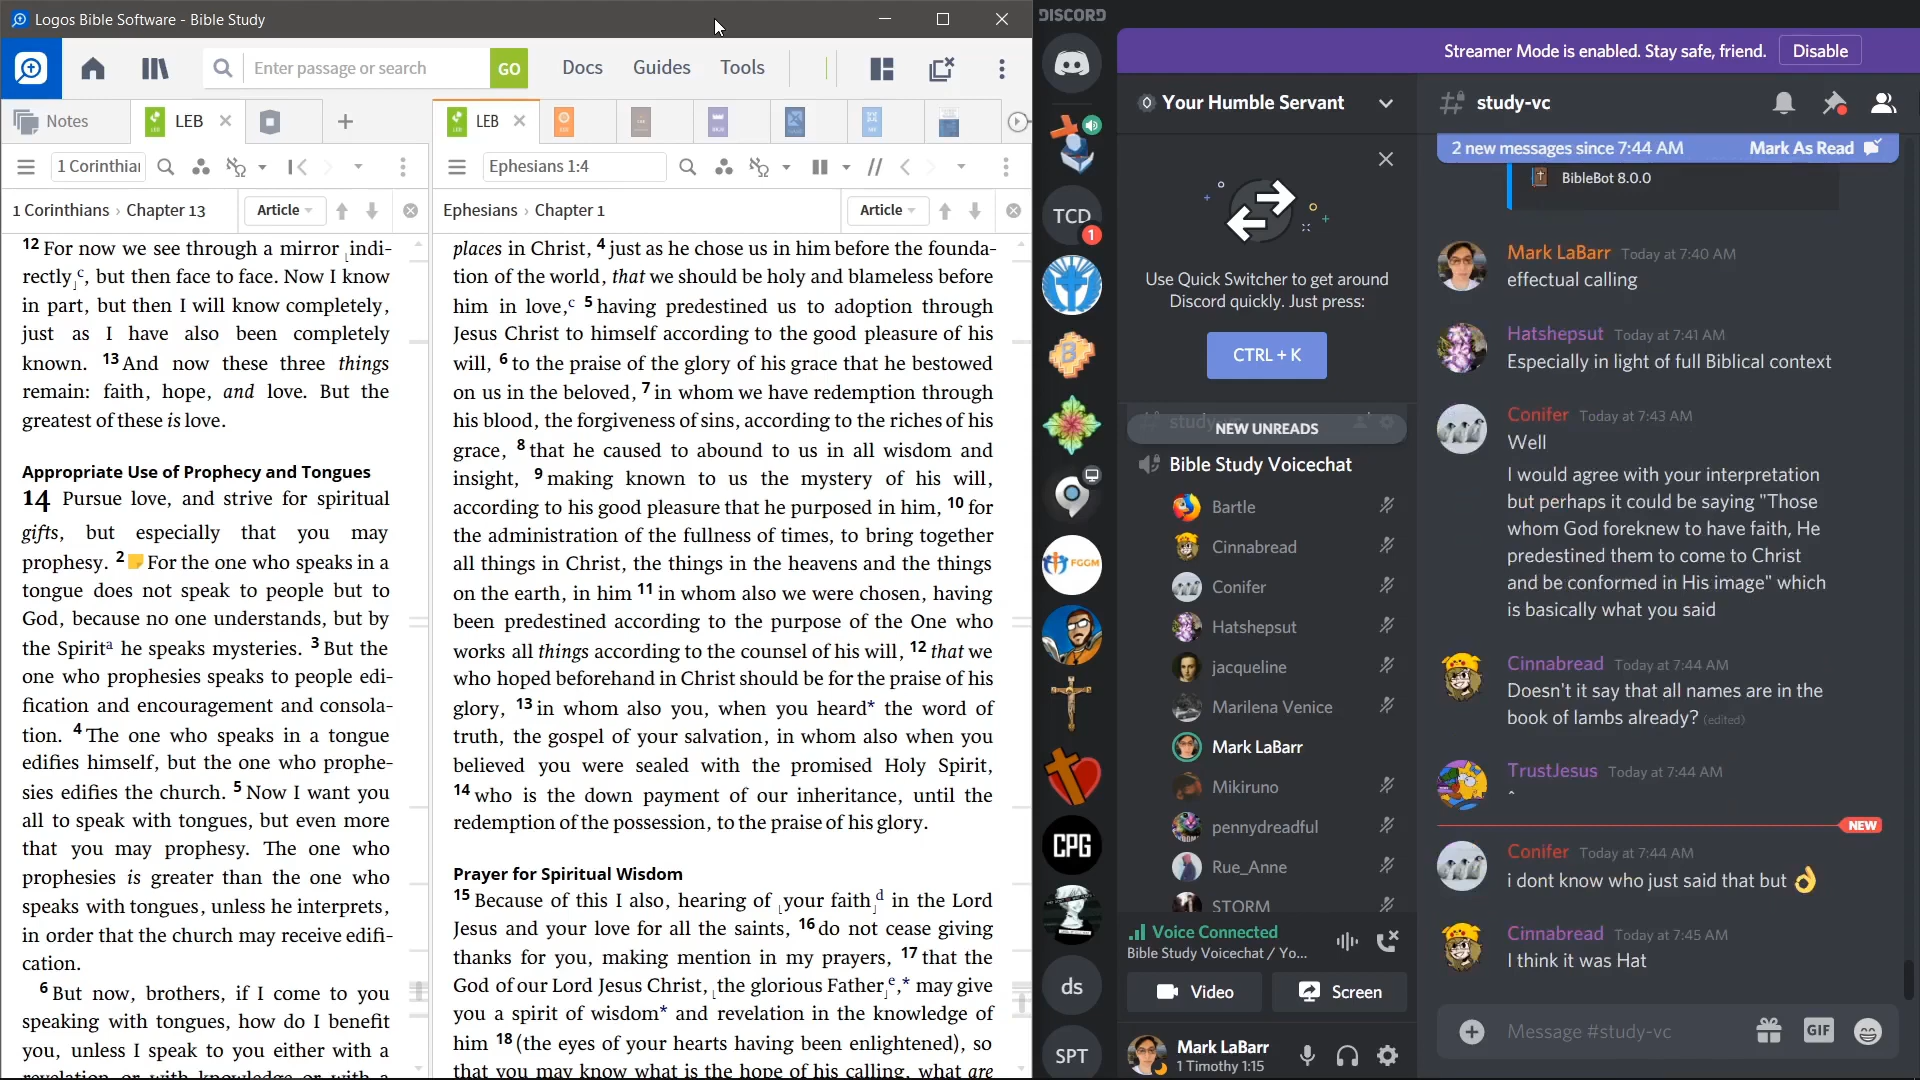 Logos Bible Software - Bible Study
Enter passage or search
GO
Docs
Guides
Tools
Notes
LEB
1 Corinthian
1 Corinthians › Chapter 13
Article
12 For now we see through a mirror indi-
rectly c, but then face to face. Now I know
in part, but then I will know completely,
just as I have also been completely
known. 13 And now these three things
remain: faith, hope, and love. But the
greatest of these is love.
Appropriate Use of Prophecy and Tongues
14 Pursue love, and strive for spiritual
gifts, but especially that you may
prophesy. 2 For the one who speaks in a
tongue does not speak to people but to
God, because no one understands, but by
the Spirit a he speaks mysteries. 3 But the
one who prophesies speaks to people edi-
fication and encouragement and consola-
tion. 4 The one who speaks in a tongue
edifies himself, but the one who prophe-
sies edifies the church. 5 Now I want you
all to speak with tongues, but even more
that you may prophesy. The one who
prophesies is greater than the one who
speaks with tongues, unless he interprets,
in order that the church may receive edifi-
cation.
6 But now, brothers, if I come to you
speaking with tongues, how do I benefit
you, unless I speak to you either with a
revelation or with knowledge or with a
LEB
Ephesians 1:4
Ephesians › Chapter 1
Article
places in Christ, 4 just as he chose us in him before the founda-
tion of the world, that we should be holy and blameless before
him in love, c 5 having predestined us to adoption through
Jesus Christ to himself according to the good pleasure of his
will, 6 to the praise of the glory of his grace that he bestowed
on us in the beloved, 7 in whom we have redemption through
his blood, the forgiveness of sins, according to the riches of his
grace, 8 that he caused to abound to us in all wisdom and
insight, 9 making known to us the mystery of his will,
according to his good pleasure that he purposed in him, 10 for
the administration of the fullness of times, to bring together
all things in Christ, the things in the heavens and the things
on the earth, in him 11 in whom also we were chosen, having
been predestined according to the purpose of the One who
works all things according to the counsel of his will, 12 that we
who hoped beforehand in Christ should be for the praise of his
glory, 13 in whom also you, when you heard* the word of
truth, the gospel of your salvation, in whom also when you
believed you were sealed with the promised Holy Spirit,
14 who is the down payment of our inheritance, until the
redemption of the possession, to the praise of his glory.
Prayer for Spiritual Wisdom
15 Because of this I also, hearing of your faith d in the Lord
Jesus and your love for all the saints, 16 do not cease giving
thanks for you, making mention in my prayers, 17 that the
God of our Lord Jesus Christ, the glorious Father e,* may give
you a spirit of wisdom* and revelation in the knowledge of
him 18 (the eyes of your hearts having been enlightened), so
that you may know what is the hope of his calling, what are
DISCORD
TCD
1
FGGM
CPG
ds
SPT
Streamer Mode is enabled. Stay safe, friend.
Disable
Your Humble Servant
Use Quick Switcher to get around
Discord quickly. Just press:
CTRL + K
NEW UNREADS
Bible Study Voicechat
Bartle
Cinnabread
Conifer
Hatshepsut
jacqueline
Marilena Venice
Mark LaBarr
Mikiruno
pennydreadful
Rue_Anne
STORM
Voice Connected
Bible Study Voicechat / Yo...
Video
Screen
Mark LaBarr
1 Timothy 1:15
study-vc
2 new messages since 7:44 AM
Mark As Read
BibleBot 8.0.0
Mark LaBarr Today at 7:40 AM
effectual calling
Hatshepsut Today at 7:41 AM
Especially in light of full Biblical context
Conifer Today at 7:43 AM
Well
I would agree with your interpretation
but perhaps it could be saying "Those
whom God foreknew to have faith, He
predestined them to come to Christ
and be conformed in His image" which
is basically what you said
Cinnabread Today at 7:44 AM
Doesn't it say that all names are in the
book of lambs already? (edited)
TrustJesus Today at 7:44 AM
^
NEW
Conifer Today at 7:44 AM
i dont know who just said that but 👌
Cinnabread Today at 7:45 AM
I think it was Hat
Message #study-vc
GIF